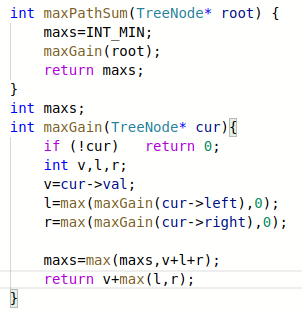 int maxPathSum(TreeNode* root) {
    maxs=INT_MIN;
    maxGain(root);
    return maxs;
}
int maxs;
int maxGain(TreeNode* cur){
    if (!cur)   return 0;
    int v,l,r;
    v=cur->val;
    l=max(maxGain(cur->left),0);
    r=max(maxGain(cur->right),0);
    maxs=max(maxs,v+l+r);
    return v+max(l,r);
}